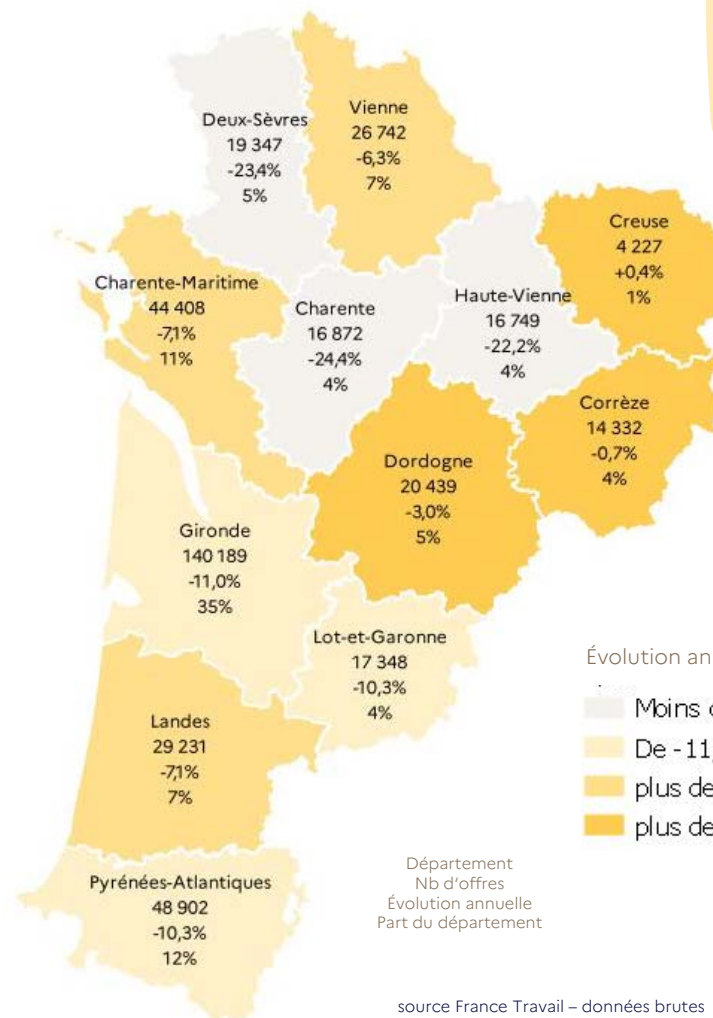 Deux-Sèvres
19 347
-23,4%
5%
Vienne
26 742
-6,3%
7%
Creuse
4 227
+0,4%
1%
Charente-Maritime
44 408
-7,1%
11%
Charente
16 872
-24,4%
4%
Haute-Vienne
16 749
-22,2%
4%
Corrèze
14 332
-0,7%
4%
Dordogne
20 439
-3,0%
5%
Gironde
140 189
-11,0%
35%
Lot-et-Garonne
17 348
-10,3%
4%
Landes
29 231
-7,1%
7%
Pyrénées-Atlantiques
48 902
-10,3%
12%
Évolution an
Moins
De -11,
plus de
plus de
Département
Nb d'offres
Évolution annuelle
Part du département
source France Travail – données brutes